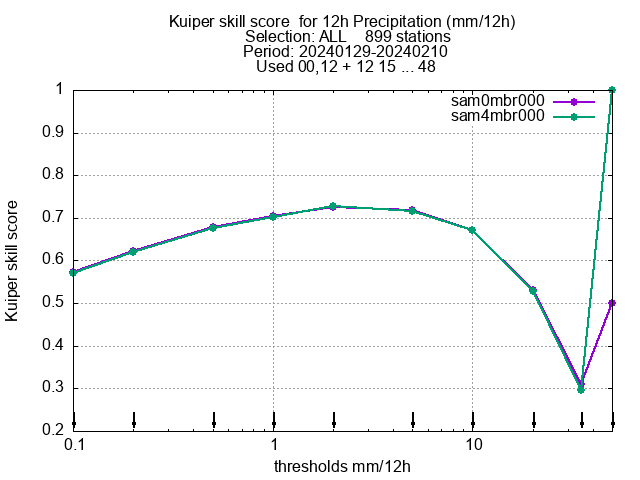 Kuiper skill score  for 12h Precipitation (mm/12h)
Selection: ALL    899 stations
Period: 20240129-20240210
Used 00,12 + 12 15 ... 48
sam0mbr000
sam4mbr000
1
0.9
0.8
0.7
0.6
0.5
0.4
0.3
0.2
Kuiper skill score
0.1
1
10
thresholds mm/12h